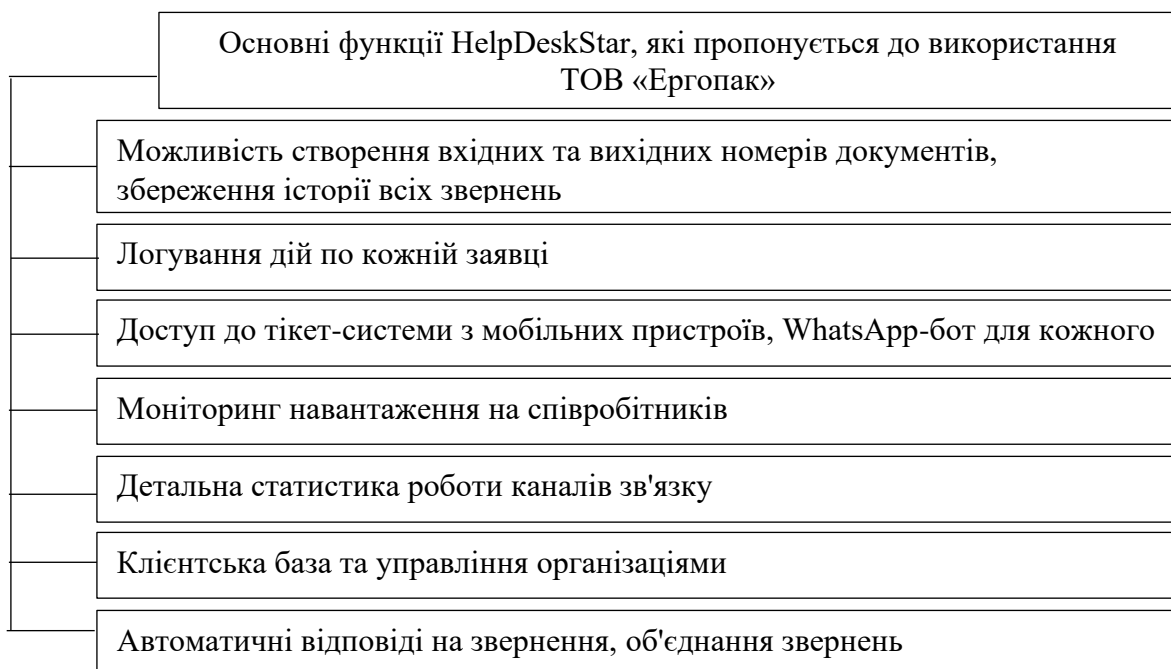 Основні функції HelpDeskStar, які пропонується до використання
ТОВ «Ергопак»
Можливість створення вхідних та вихідних номерів документів,
збереження історії всіх звернень
Логування дій по кожній заявці
Доступ до тікет-системи з мобільних пристроїв, WhatsApp-бот для кожного
Моніторинг навантаження на співробітників
Детальна статистика роботи каналів зв'язку
Клієнтська база та управління організаціями
Автоматичні відповіді на звернення, об'єднання звернень